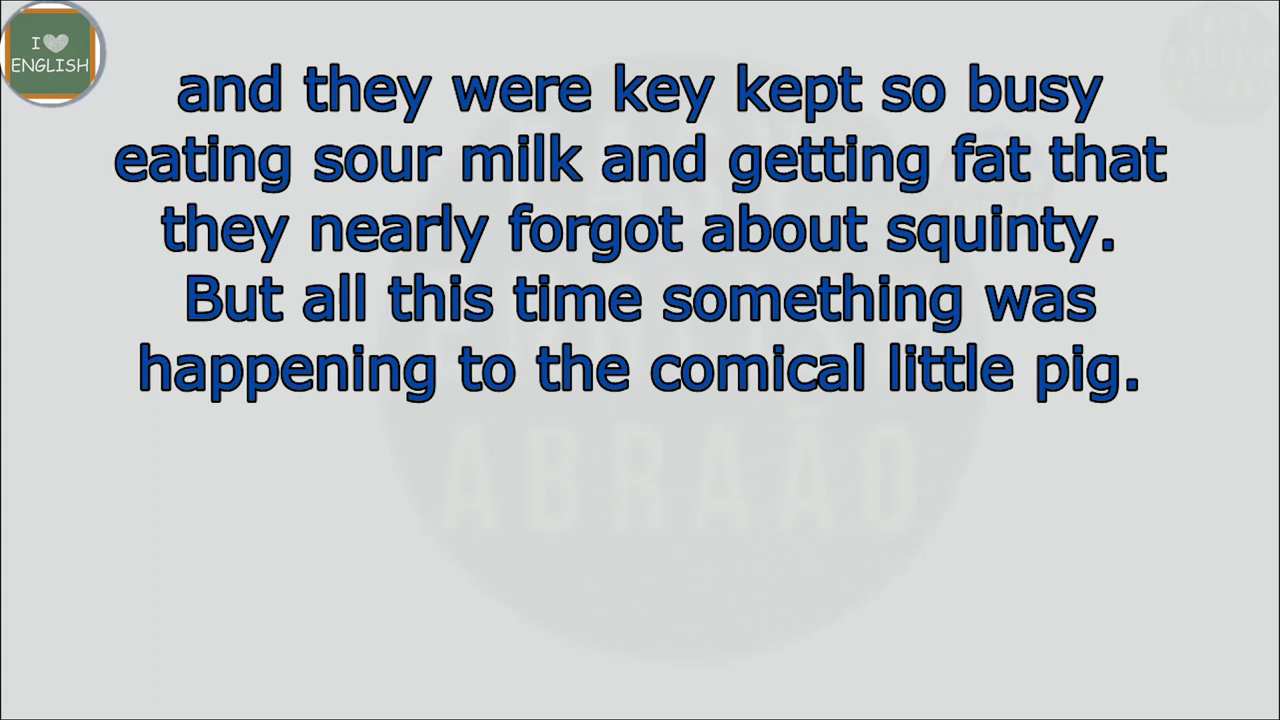 I
ENGLISH
and they were key kept so busy
eating sour milk and getting fat that
they nearly forgot about squinty.
But all this time something was
happening to the comical little pig.
ABRAÃO